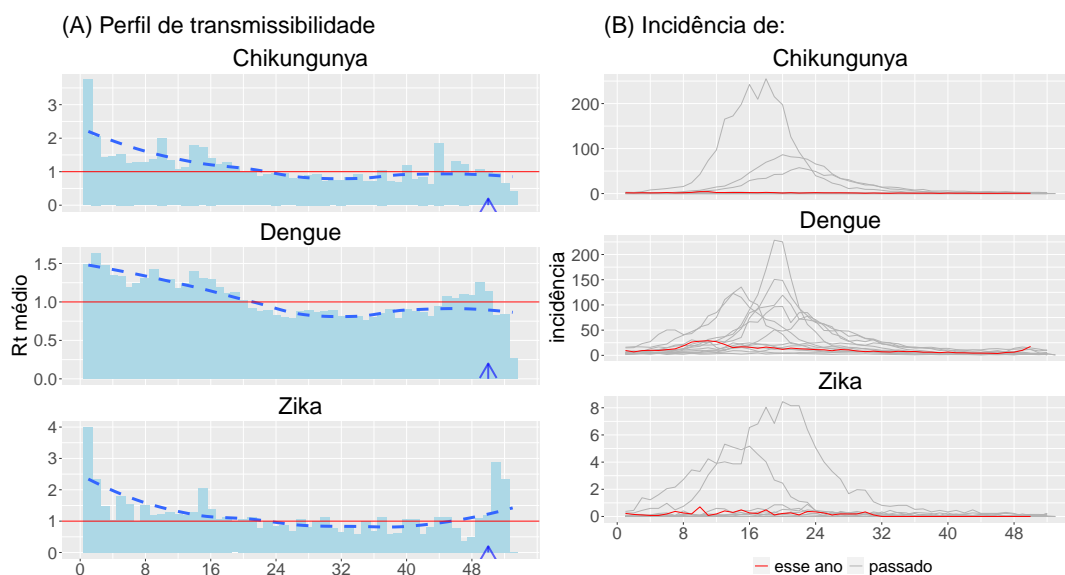 (A) Perfil de transmissibilidade
Chikungunya
3
2
1
0
Dengue
1.5
1.0
0.5
0.0
Rt médio
Zika
4
3
2
1
0
0 8 16 24 32 40 48
(B) Incidência de:
Chikungunya
200
100
50
0
Dengue
200
150
100
50
0
incidência
Zika
8
6
4
2
0
0 8 16 24 32 40 48
esse ano passado